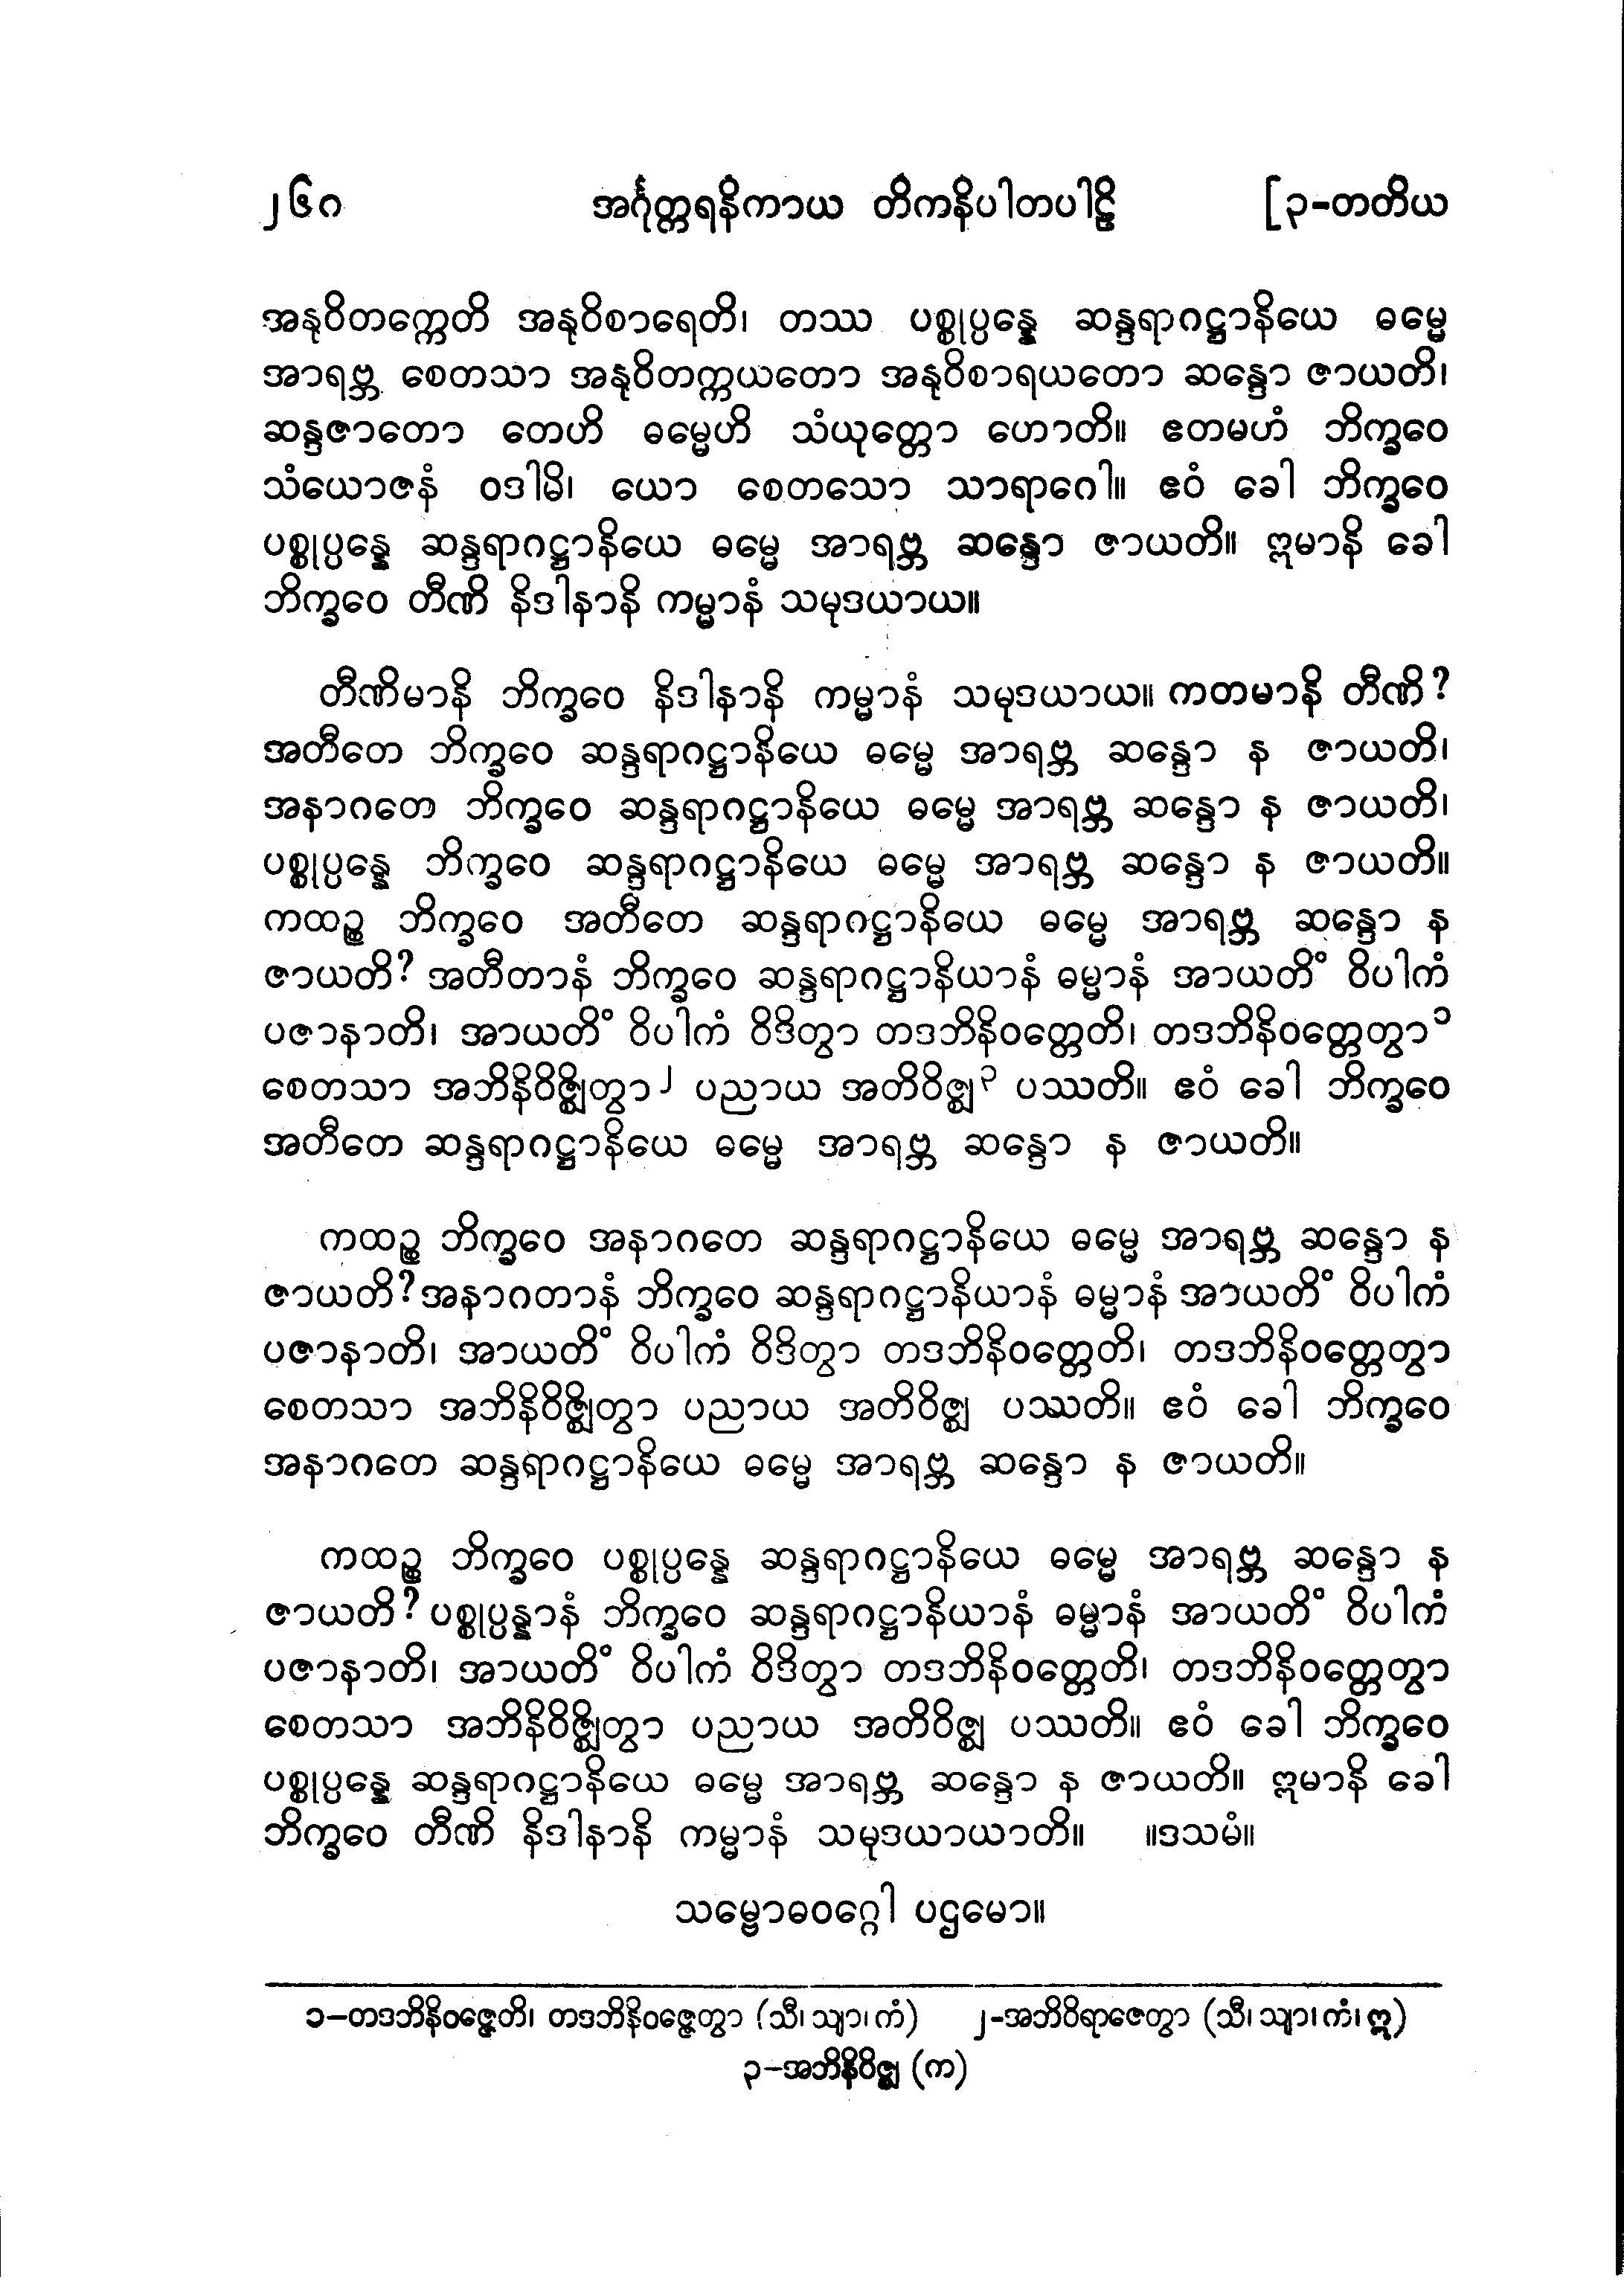 ၂၆၈ အင်္ဂုတ္တရနိကာယ တိကနိပါတပါဠိ [၃-တတိယ
အနုဝိတက္ကေတိ အနုဝိစာရေတိ၊ တဿ ပစ္စုပ္ပန္နေ ဆန္ဒရာဂဋ္ဌာနိယေ ဓမ္မေ
အာရဗ္ဘ စေတသာ အနုဝိတက္ကယတော အနုဝိစာရယတော ဆန္ဒော ဇာယတိ၊
ဆန္ဒဇာတော တေဟိ ဓမ္မေဟိ သံယုတ္တော ဟောတိ။ ဧတမဟံ ဘိက္ခဝေ
သံယောဇနံ ဝဒါမိ၊ ယော စေတသော သာရာဂေါ။ ဧဝံ ခေါ ဘိက္ခဝေ
ပစ္စုပ္ပန္နေ ဆန္ဒရာဂဋ္ဌာနိယေ ဓမ္မေ အာရဗ္ဘ ဆန္ဒော ဇာယတိ။ ဣမာနိ ခေါ
ဘိက္ခဝေ တီဏိ နိဒါနာနိ ကမ္မာနံ သမုဒယာယ။
တီဏိမာနိ ဘိက္ခဝေ နိဒါနာနိ ကမ္မာနံ သမုဒယာယ။ ကတမာနိ တီဏိ?
အတီတေ ဘိက္ခဝေ ဆန္ဒရာဂဋ္ဌာနိယေ ဓမ္မေ အာရဗ္ဘ ဆန္ဒော န ဇာယတိ၊
အနာဂတေ ဘိက္ခဝေ ဆန္ဒရာဂဋ္ဌာနိယေ ဓမ္မေ အာရဗ္ဘ ဆန္ဒော န ဇာယတိ၊
ပစ္စုပ္ပန္နေ ဘိက္ခဝေ ဆန္ဒရာဂဋ္ဌာနိယေ ဓမ္မေ အာရဗ္ဘ ဆန္ဒော န ဇာယတိ။
ကထဉ္စ ဘိက္ခဝေ အတီတေ ဆန္ဒရာဂဋ္ဌာနိယေ ဓမ္မေ အာရဗ္ဘ ဆန္ဒော န
ဇာယတိ? အတီတာနံ ဘိက္ခဝေ ဆန္ဒရာဂဋ္ဌာနိယာနံ ဓမ္မာနံ အာယတိံ ဝိပါကံ
ပဇာနာတိ၊ အာယတိံ ဝိပါကံ ဝိဒိတွာ တဒဘိနိဝတ္တေတိ၊ တဒဘိနိဝတ္တေတွာ၁
စေတသာ အဘိနိဝိဇ္ဈိတွာ၂ ပညာယ အတိဝိဇ္ဈ၃ ပဿတိ။ ဧဝံ ခေါ ဘိက္ခဝေ
အတီတေ ဆန္ဒရာဂဋ္ဌာနိယေ ဓမ္မေ အာရဗ္ဘ ဆန္ဒော န ဇာယတိ။
ကထဉ္စ ဘိက္ခဝေ အနာဂတေ ဆန္ဒရာဂဋ္ဌာနိယေ ဓမ္မေ အာရဗ္ဘ ဆန္ဒော န
ဇာယတိ? အနာဂတာနံ ဘိက္ခဝေ ဆန္ဒရာဂဋ္ဌာနိယာနံ ဓမ္မာနံ အာယတိံ ဝိပါကံ
ပဇာနာတိ၊ အာယတိံ ဝိပါကံ ဝိဒိတွာ တဒဘိနိဝတ္တေတိ၊ တဒဘိနိဝတ္တေတွာ
စေတသာ အဘိနိဝိဇ္ဈိတွာ ပညာယ အတိဝိဇ္ဈ ပဿတိ။ ဧဝံ ခေါ ဘိက္ခဝေ
အနာဂတေ ဆန္ဒရာဂဋ္ဌာနိယေ ဓမ္မေ အာရဗ္ဘ ဆန္ဒော န ဇာယတိ။
ကထဉ္စ ဘိက္ခဝေ ပစ္စုပ္ပန္နေ ဆန္ဒရာဂဋ္ဌာနိယေ ဓမ္မေ အာရဗ္ဘ ဆန္ဒော န
ဇာယတိ? ပစ္စုပ္ပန္နာနံ ဘိက္ခဝေ ဆန္ဒရာဂဋ္ဌာနိယာနံ ဓမ္မာနံ အာယတိံ ဝိပါကံ
ပဇာနာတိ၊ အာယတိံ ဝိပါကံ ဝိဒိတွာ တဒဘိနိဝတ္တေတိ၊ တဒဘိနိဝတ္တေတွာ
စေတသာ အဘိနိဝိဇ္ဈိတွာ ပညာယ အတိဝိဇ္ဈ ပဿတိ။ ဧဝံ ခေါ ဘိက္ခဝေ
ပစ္စုပ္ပန္နေ ဆန္ဒရာဂဋ္ဌာနိယေ ဓမ္မေ အာရဗ္ဘ ဆန္ဒော န ဇာယတိ။ ဣမာနိ ခေါ
ဘိက္ခဝေ တီဏိ နိဒါနာနိ ကမ္မာနံ သမုဒယာယာတိ။ ။ဒသမံ။
သမ္ဗောဓဝဂ္ဂေါ ပဌမော။
၁–တဒဘိနိဝဇ္ဇေတိ၊ တဒဘိနိဝဇ္ဇေတွာ (သီ၊ သျာ၊ ကံ) ၂-အဘိဝိရာဇေတွာ (သီ၊ သျာ၊ ကံ၊ ဣ)
၃–အဘိနိဝိဇ္ဈ (က)